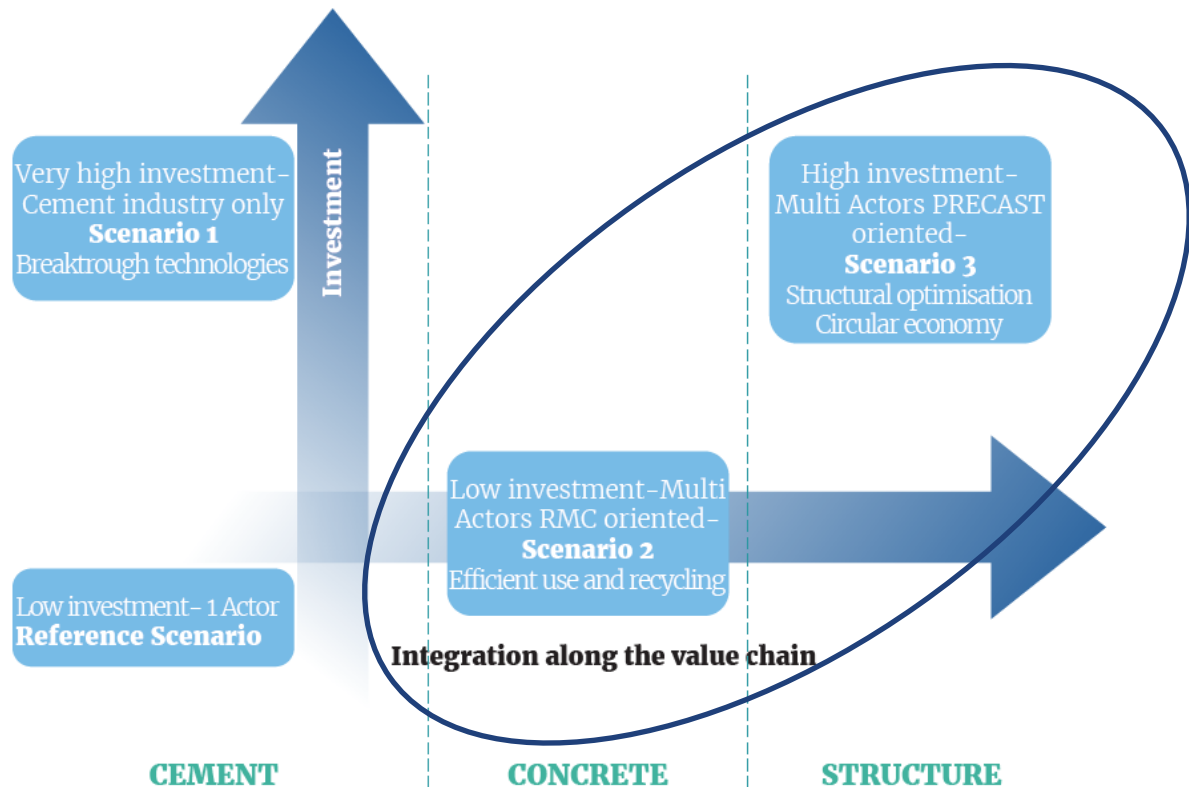 Very high investment-
Cement industry only
Scenario 1
Breaktrough technologies
Investment
High investment-
Multi Actors PRECAST
oriented-
Scenario 3
Structural optimisation
Circular economy
Low investment-Multi
Actors RMC oriented-
Scenario 2
Efficient use and recycling
Low investment- 1 Actor
Reference Scenario
Integration along the value chain
CEMENT
CONCRETE
STRUCTURE